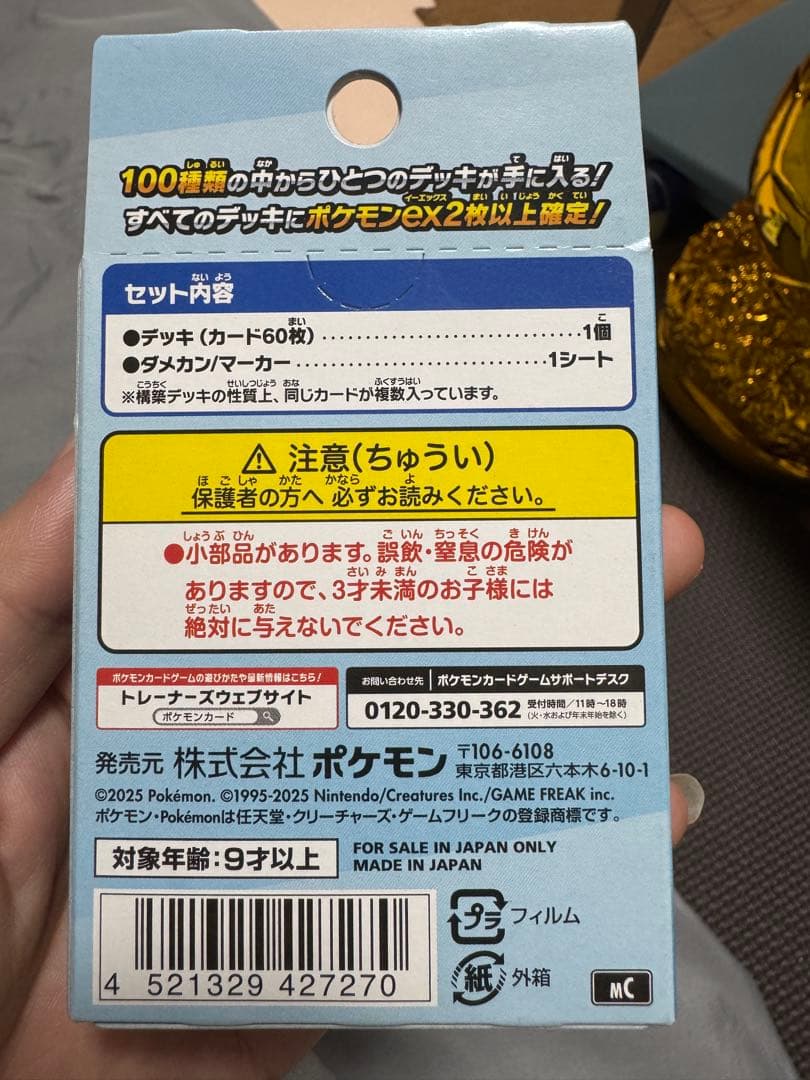 100種類の中からひとつのデッキが手に入る!
すべてのデッキにポケモンex2枚以上確定!
セット内容
●デッキ(カード60枚)..............................1個
●ダメカン/マーカー..............................1シート
※構築デッキの性質上、同じカードが複数入っています。
⚠ 注意(ちゅうい)
保護者の方へ 必ずお読みください。
●小部品があります。誤飲・窒息の危険が
ありますので、3才未満のお子様には
絶対に与えないでください。
ポケモンカードゲームの遊びかたや最新情報はこちら!
トレーナーズウェブサイト
ポケモンカード
お問い合わせ先 ポケモンカードゲームサポートデスク
0120-330-362 受付時間/11時~18時
(火・水および年末年始を除く)
発売元 株式会社 ポケモン 〒106-6108
東京都港区六本木6-10-1
©2025 Pokémon. ©1995-2025 Nintendo/Creatures Inc./GAME FREAK inc.
ポケモン・Pokémonは任天堂・クリーチャーズ・ゲームフリークの登録商標です。
対象年齢:9才以上
FOR SALE IN JAPAN ONLY
MADE IN JAPAN
4 521329 427270
プラ フィルム
紙 外箱
mC